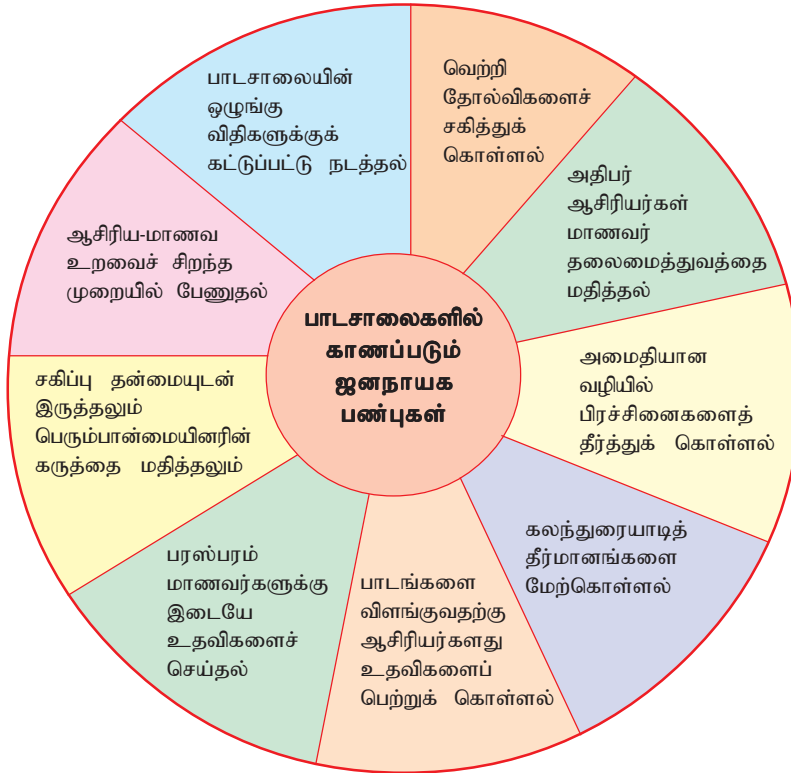 பாடசாலைகளில்
காணப்படும்
ஜனநாயக
பண்புகள்
வெற்றி
தோல்விகளைச்
சகித்துக்
கொள்ளல்
அதிபர்
ஆசிரியர்கள்
மாணவர்
தலைமைத்துவத்தை
மதித்தல்
அமைதியான
வழியில்
பிரச்சினைகளைத்
தீர்த்துக் கொள்ளல்
கலந்துரையாடித்
தீர்மானங்களை
மேற்கொள்ளல்
பாடங்களை
விளங்குவதற்கு
ஆசிரியர்களது
உதவிகளைப்
பெற்றுக் கொள்ளல்
பரஸ்பரம்
மாணவர்களுக்கு
இடையே
உதவிகளைச்
செய்தல்
சகிப்பு தன்மையுடன்
இருத்தலும்
பெரும்பான்மையினரின்
கருத்தை மதித்தலும்
ஆசிரிய-மாணவ
உறவைச் சிறந்த
முறையில் பேணுதல்
பாடசாலையின்
ஒழுங்கு
விதிகளுக்குக்
கட்டுப்பட்டு நடத்தல்